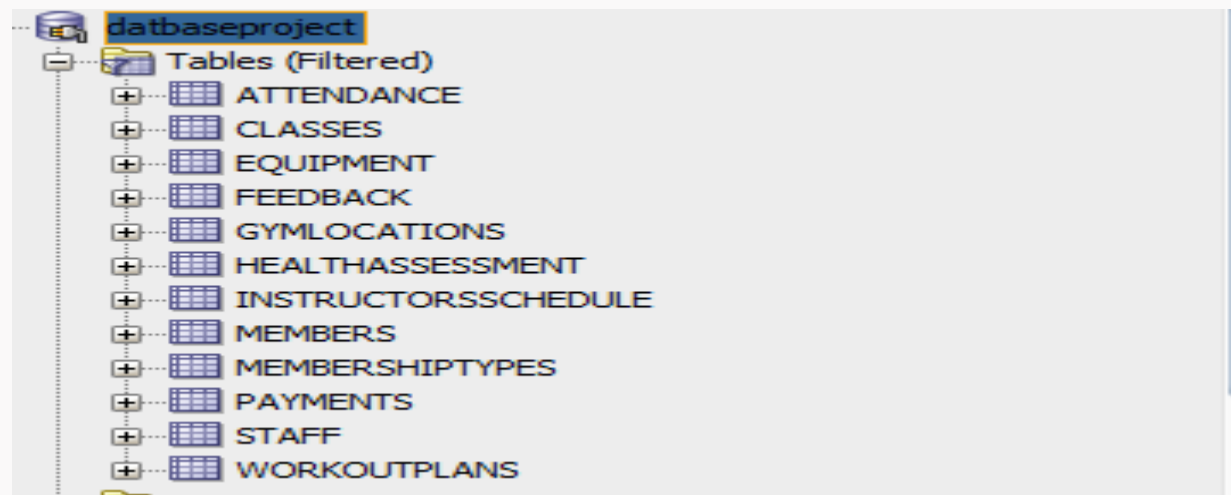 datbaseproject
Tables (Filtered)
ATTENDANCE
CLASSES
EQUIPMENT
FEEDBACK
GYMLOCATIONS
HEALTHASSESSMENT
INSTRUCTORSSCHEDULE
MEMBERS
MEMBERSHIPTYPES
PAYMENTS
STAFF
WORKOUTPLANS